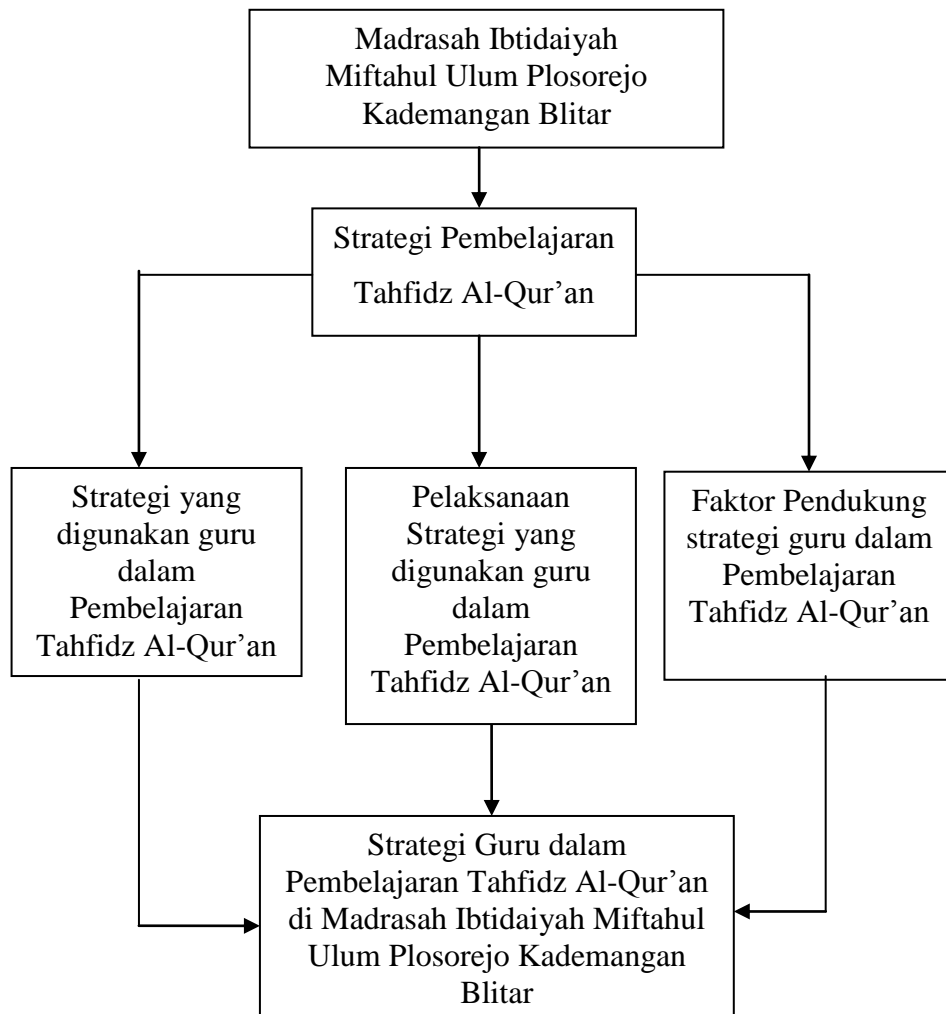 Madrasah Ibtidaiyah
Miftahul Ulum Plosorejo
Kademangan Blitar
Strategi Pembelajaran
Tahfidz Al-Qur’an
Strategi yang
digunakan guru
dalam
Pembelajaran
Tahfidz Al-Qur’an
Pelaksanaan
Strategi yang
digunakan guru
dalam
Pembelajaran
Tahfidz Al-Qur’an
Faktor Pendukung
strategi guru dalam
Pembelajaran
Tahfidz Al-Qur’an
Strategi Guru dalam
Pembelajaran Tahfidz Al-Qur’an
di Madrasah Ibtidaiyah Miftahul
Ulum Plosorejo Kademangan
Blitar